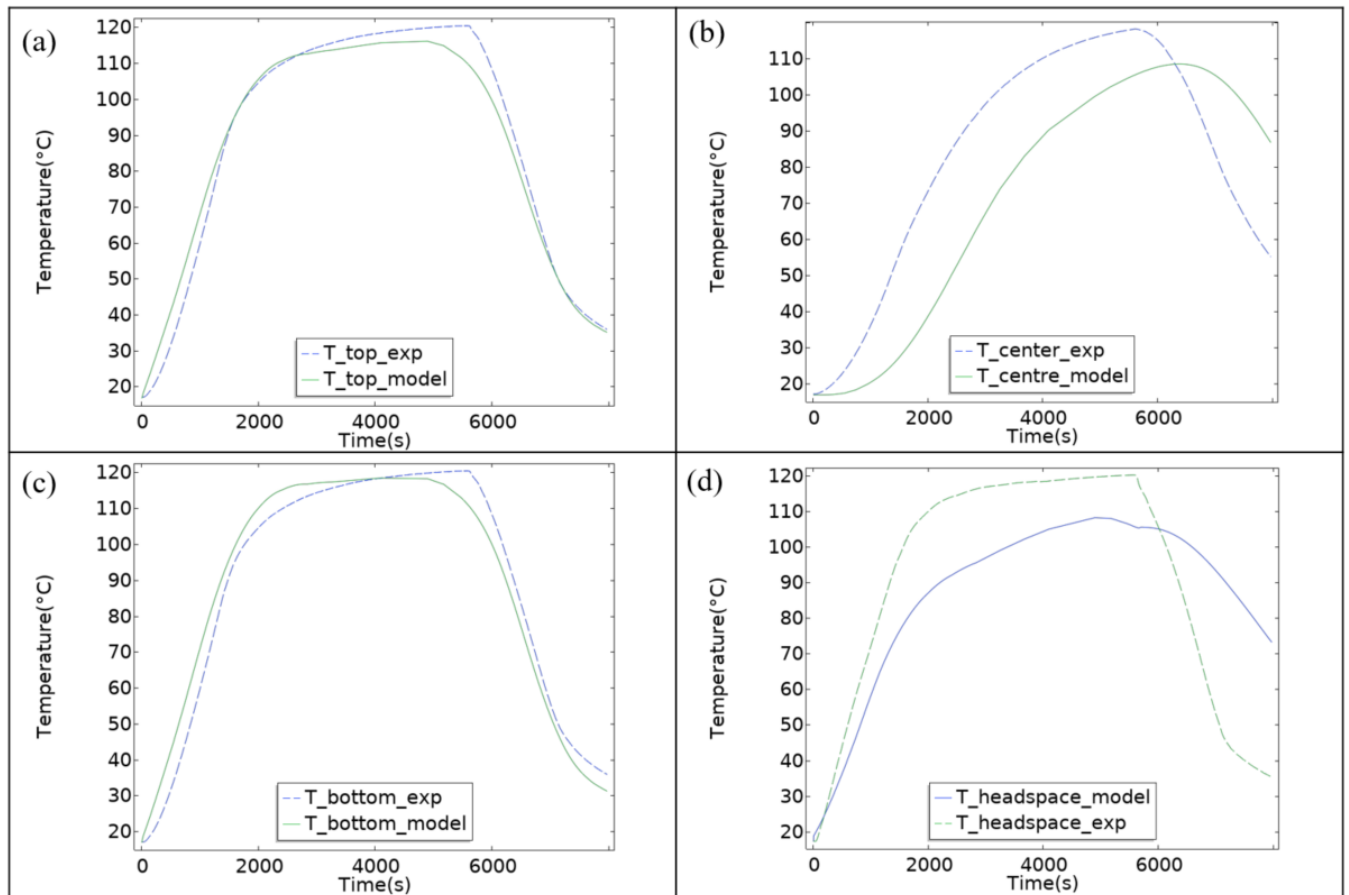 (a)
120
110
100
90
80
70
60
50
40
30
20
Temperature(°C)
T_top_exp
T_top_model
0 2000 4000 6000
Time(s)
(b)
120
110
100
90
80
70
60
50
40
30
20
Temperature(°C)
T_center_exp
T_centre_model
0 2000 4000 6000
Time(s)
(c)
120
110
100
90
80
70
60
50
40
30
20
Temperature(°C)
T_bottom_exp
T_bottom_model
0 2000 4000 6000
Time(s)
(d)
120
110
100
90
80
70
60
50
40
30
20
Temperature(°C)
T_headspace_model
T_headspace_exp
0 2000 4000 6000
Time(s)